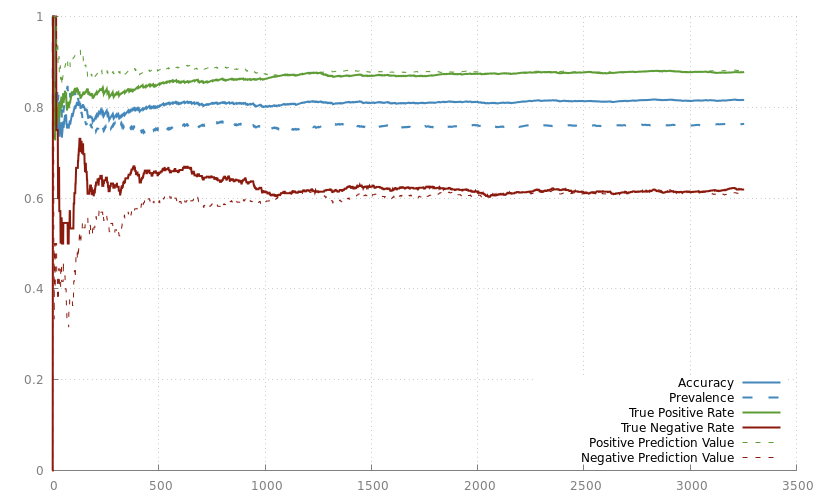 1
0.8
0.6
0.4
0.2
0
0 500 1000 1500 2000 2500 3000 3500
Accuracy
Prevalence
True Positive Rate
True Negative Rate
Positive Prediction Value
Negative Prediction Value